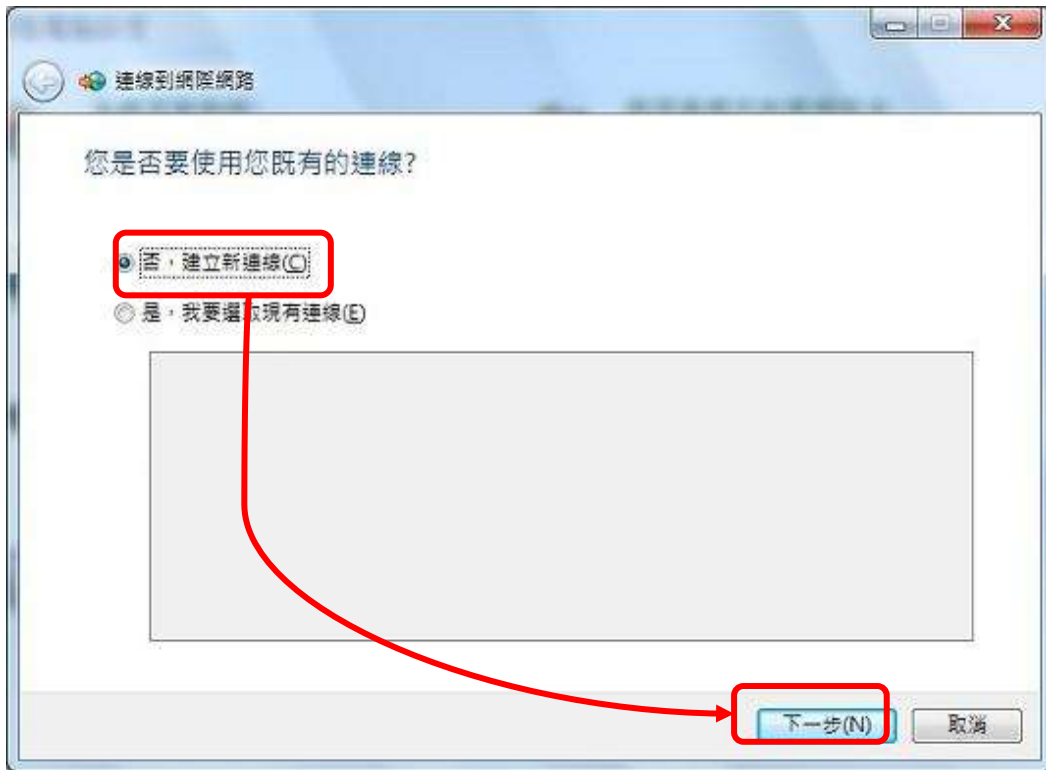 連線到網際網路
您是否要使用您既有的連線?
否，建立新連線(C)
是，我要選取現有連線(E)
下一步(N)
取消